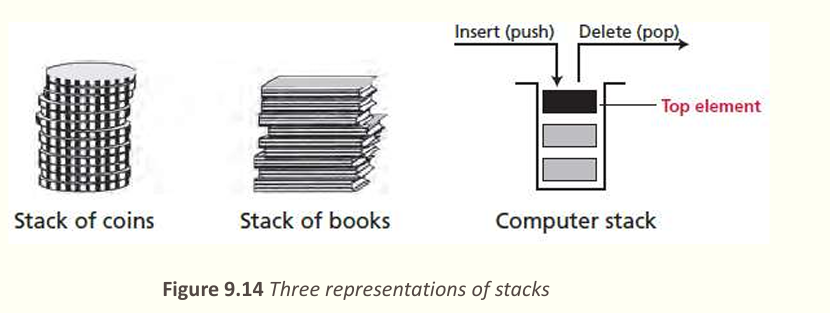 Insert (push) Delete (pop)
Top element
Stack of coins Stack of books Computer stack
Figure 9.14 Three representations of stacks